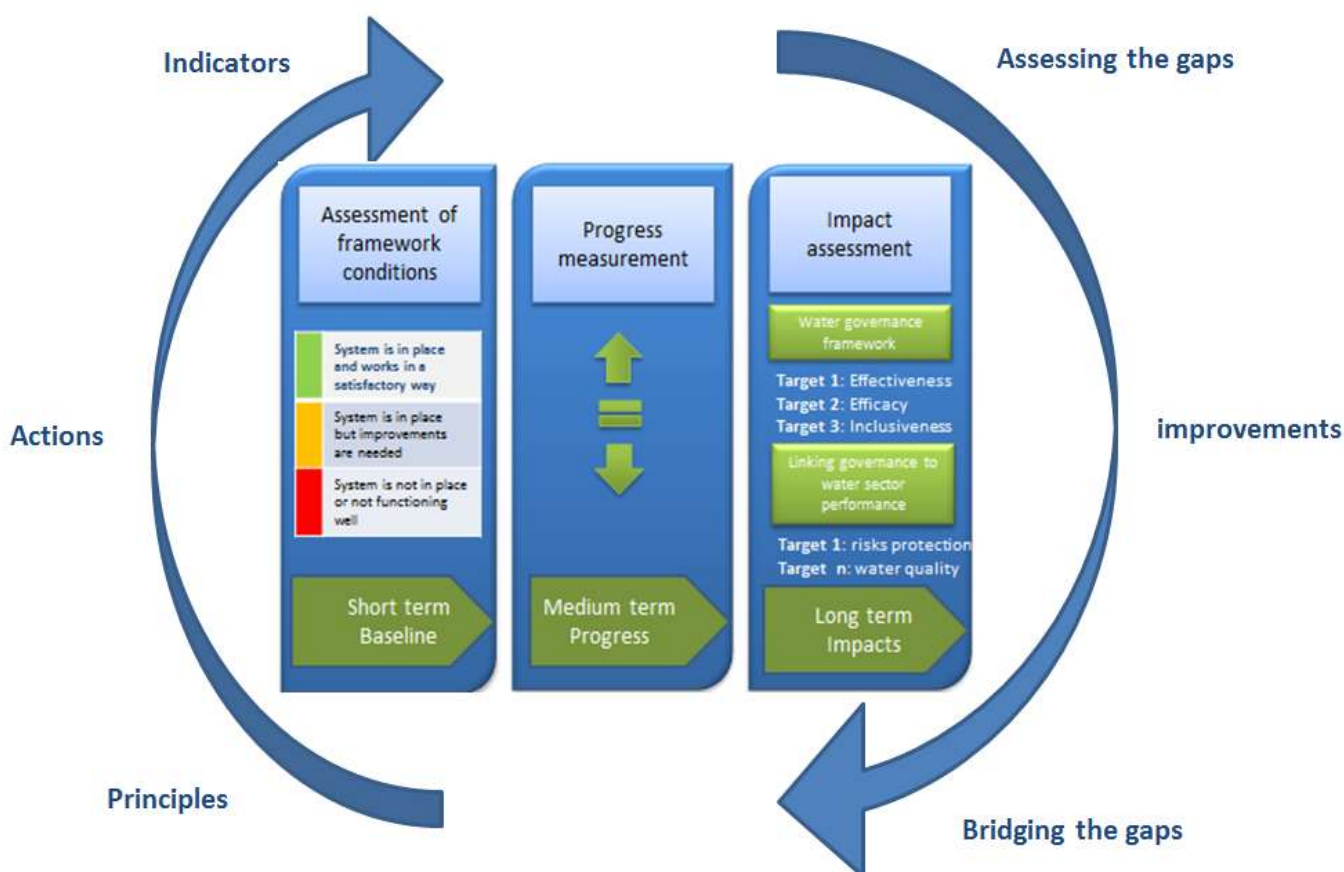 Indicators
Assessing the gaps
Assessment of
framework
conditions
System is in place
and works in a
satisfactory way
System is in place
but improvements
are needed
System is not in place
or not functioning
well
Short term
Baseline
Progress
measurement
Medium term
Progress
Impact
assessment
Water governance
framework
Target 1: Effectiveness
Target 2: Efficacy
Target 3: Inclusiveness
Linking governance to
water sector
performance
Target 1: risks protection
Target n: water quality
Long term
Impacts
Actions
improvements
Principles
Bridging the gaps